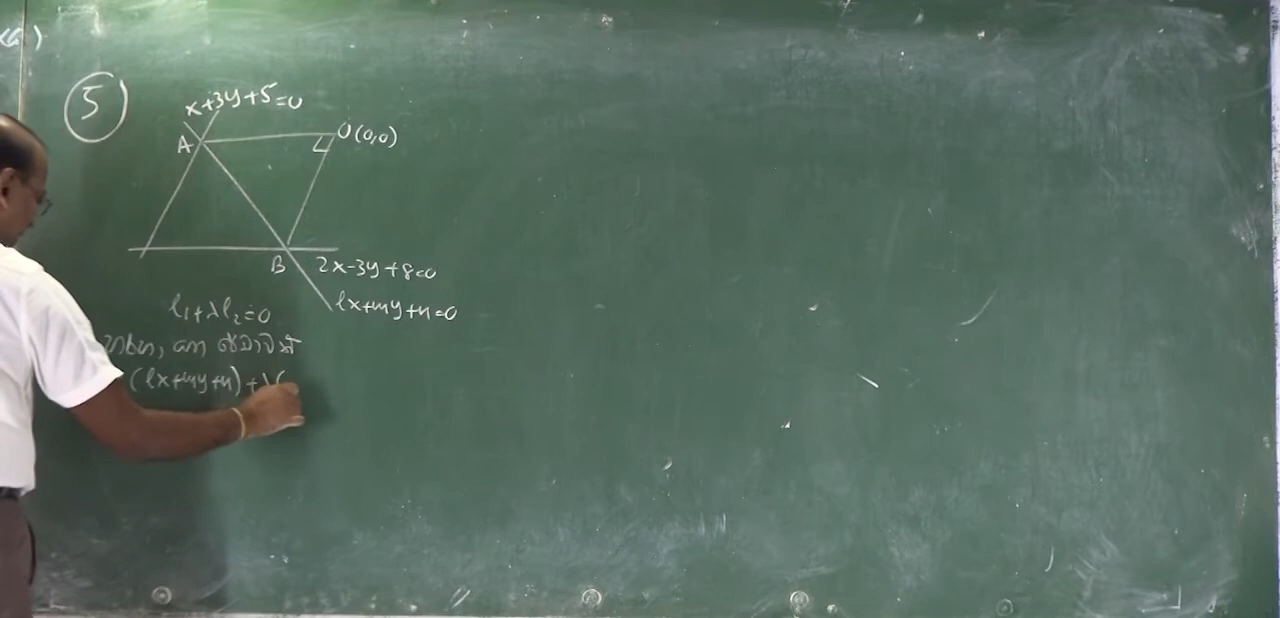 5
x+3y+5=0
A
O(0,0)
B
2x-3y+8=0
lx+my+n=0
l₁+λl₂=0
(lx+my+n)+λ(